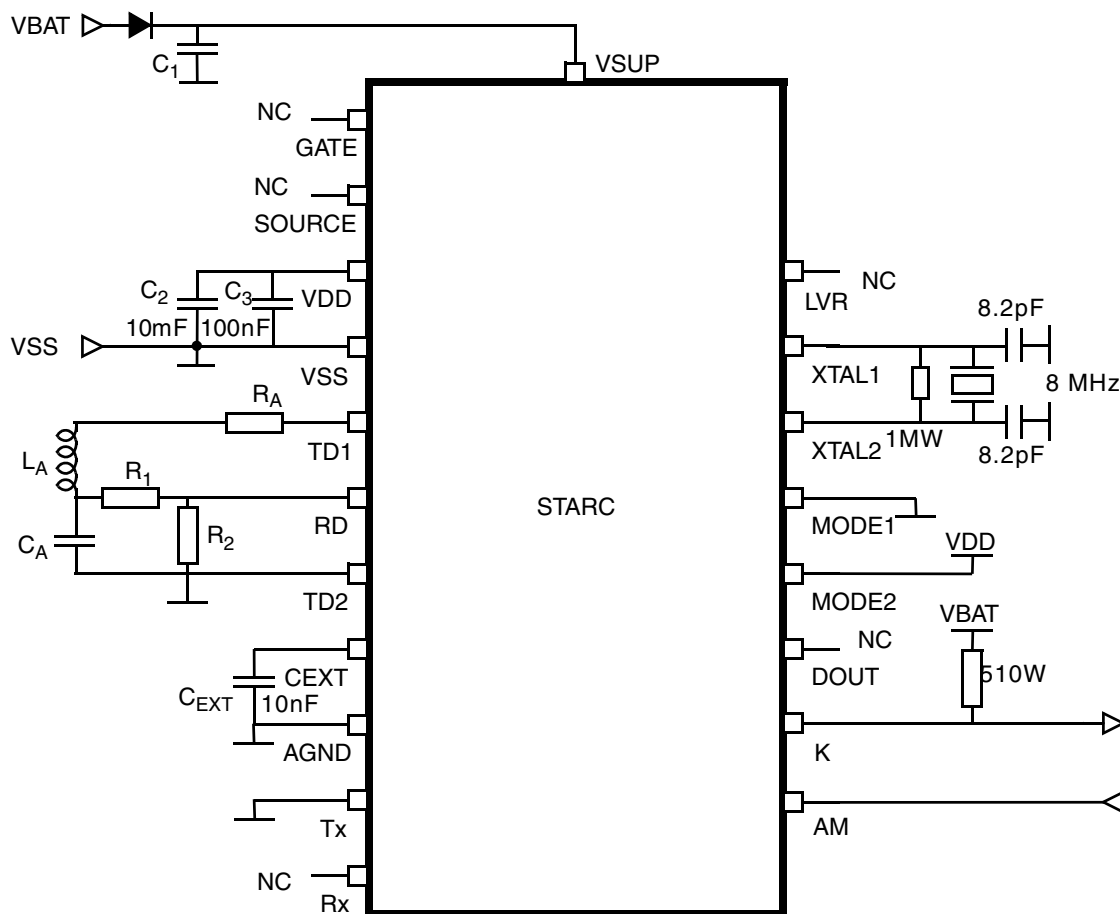 VBAT
C1
VSUP
NC
GATE
NC
SOURCE
C2
C3
VDD
10mF
100nF
VSS
VSS
RA
TD1
LA
R1
RD
CA
R2
TD2
CEXT
CEXT
10nF
AGND
Tx
NC
Rx
STARC
NC
LVR
8.2pF
XTAL1
8 MHz
1MW
XTAL2
8.2pF
MODE1
VDD
MODE2
VBAT
NC
DOUT
510W
K
AM